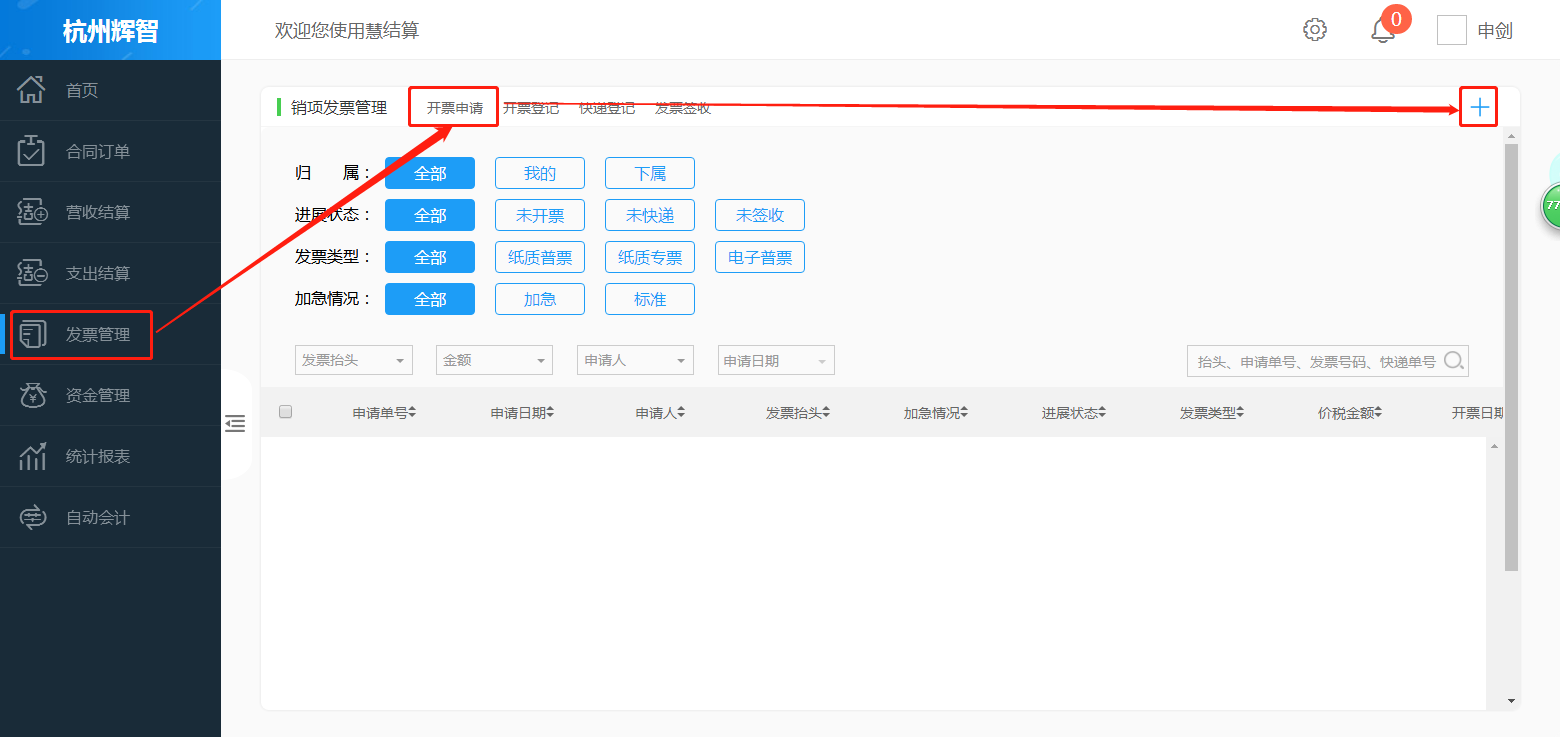 杭州辉智
欢迎您使用慧结算
0
申剑
首页
合同订单
营收结算
支出结算
发票管理
资金管理
统计报表
自动会计
销项发票管理 开票申请 开票登记 快递登记 发票签收
归 属： 全部 我的 下属
进展状态： 全部 未开票 未快递 未签收
发票类型： 全部 纸质普票 纸质专票 电子普票
加急情况： 全部 加急 标准
发票抬头 金额 申请人 申请日期 抬头、申请单号、发票号码、快递单号
申请单号 申请日期 申请人 发票抬头 加急情况 进展状态 发票类型 价税金额 开票日期
77